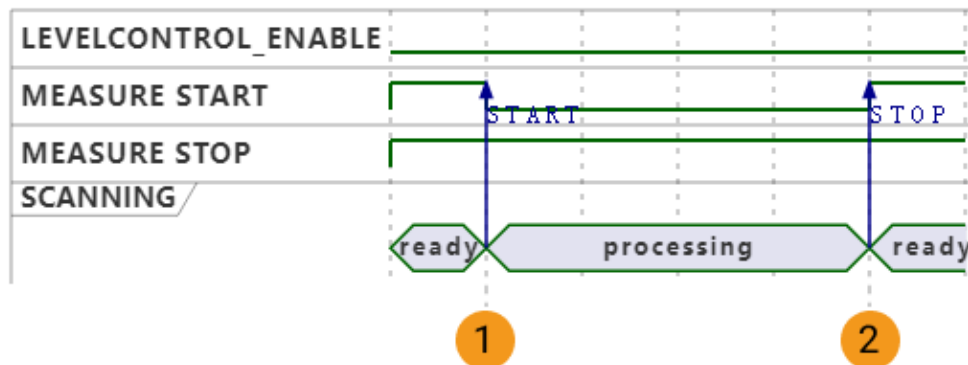 LEVELCONTROL_ENABLE
MEASURE START
START
STOP
MEASURE STOP
SCANNING
ready
processing
ready
1
2